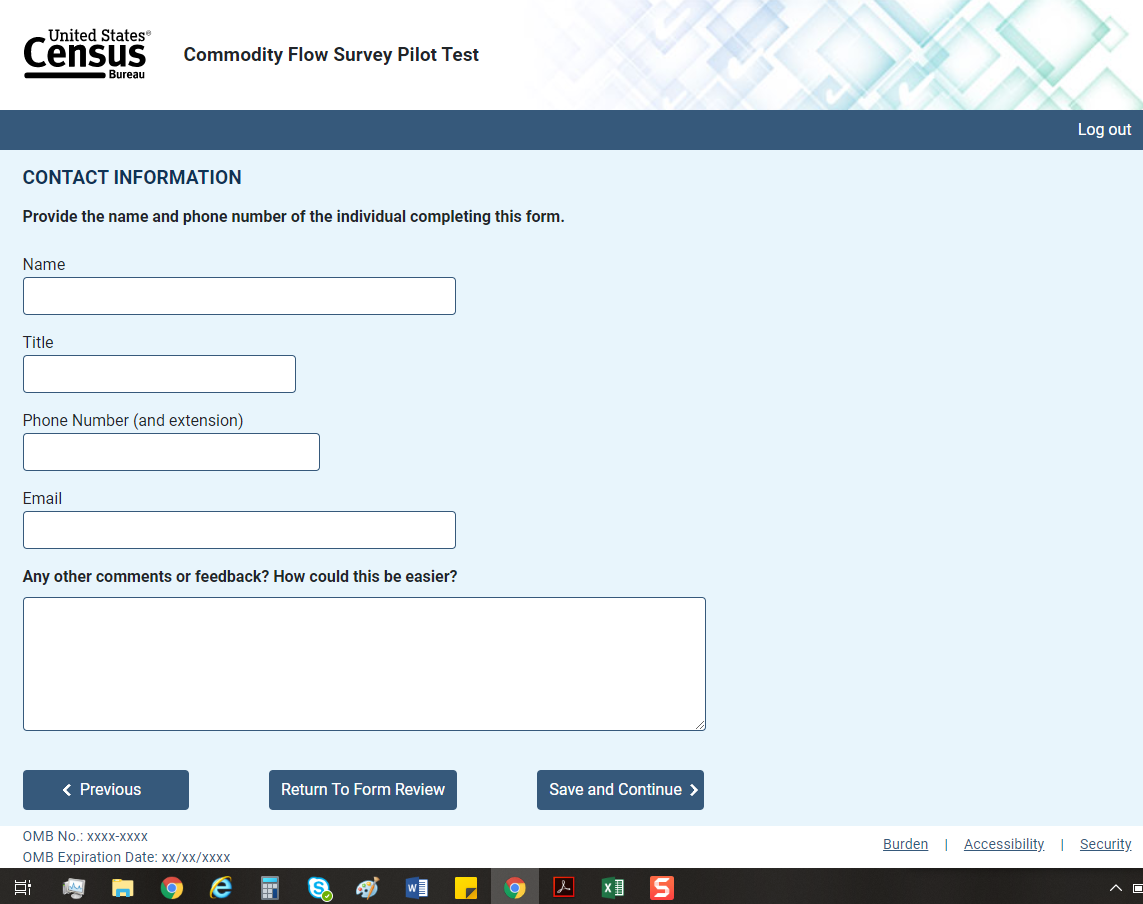 United States®
Census
Bureau
Commodity Flow Survey Pilot Test
Log out
CONTACT INFORMATION
Provide the name and phone number of the individual completing this form.
Name
Title
Phone Number (and extension)
Email
Any other comments or feedback? How could this be easier?
Previous
Return To Form Review
Save and Continue
OMB No.: xxxx-xxxx
OMB Expiration Date: xx/xx/xxxx
Burden | Accessibility | Security